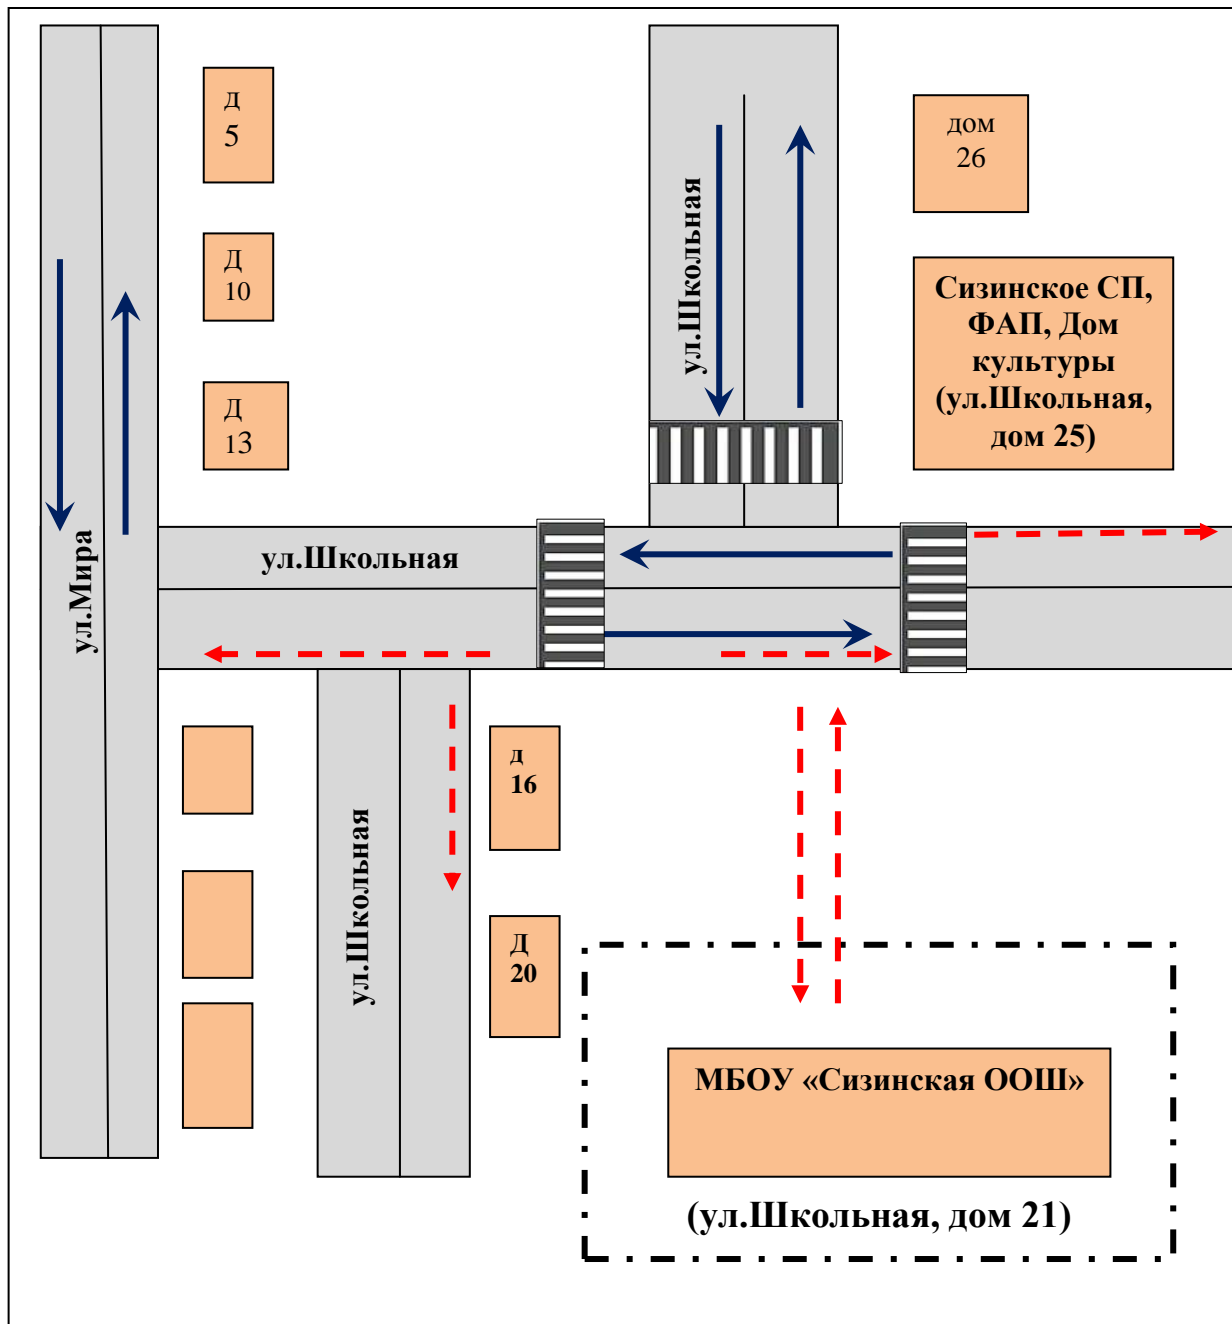 д
5
Д
10
Д
13
ул.Мира
ул.Школьная
ул.Школьная
дом
26
Сизинское СП,
ФАП, Дом
культуры
(ул.Школьная,
дом 25)
ул.Школьная
д
16
Д
20
МБОУ «Сизинская ООШ»
(ул.Школьная, дом 21)